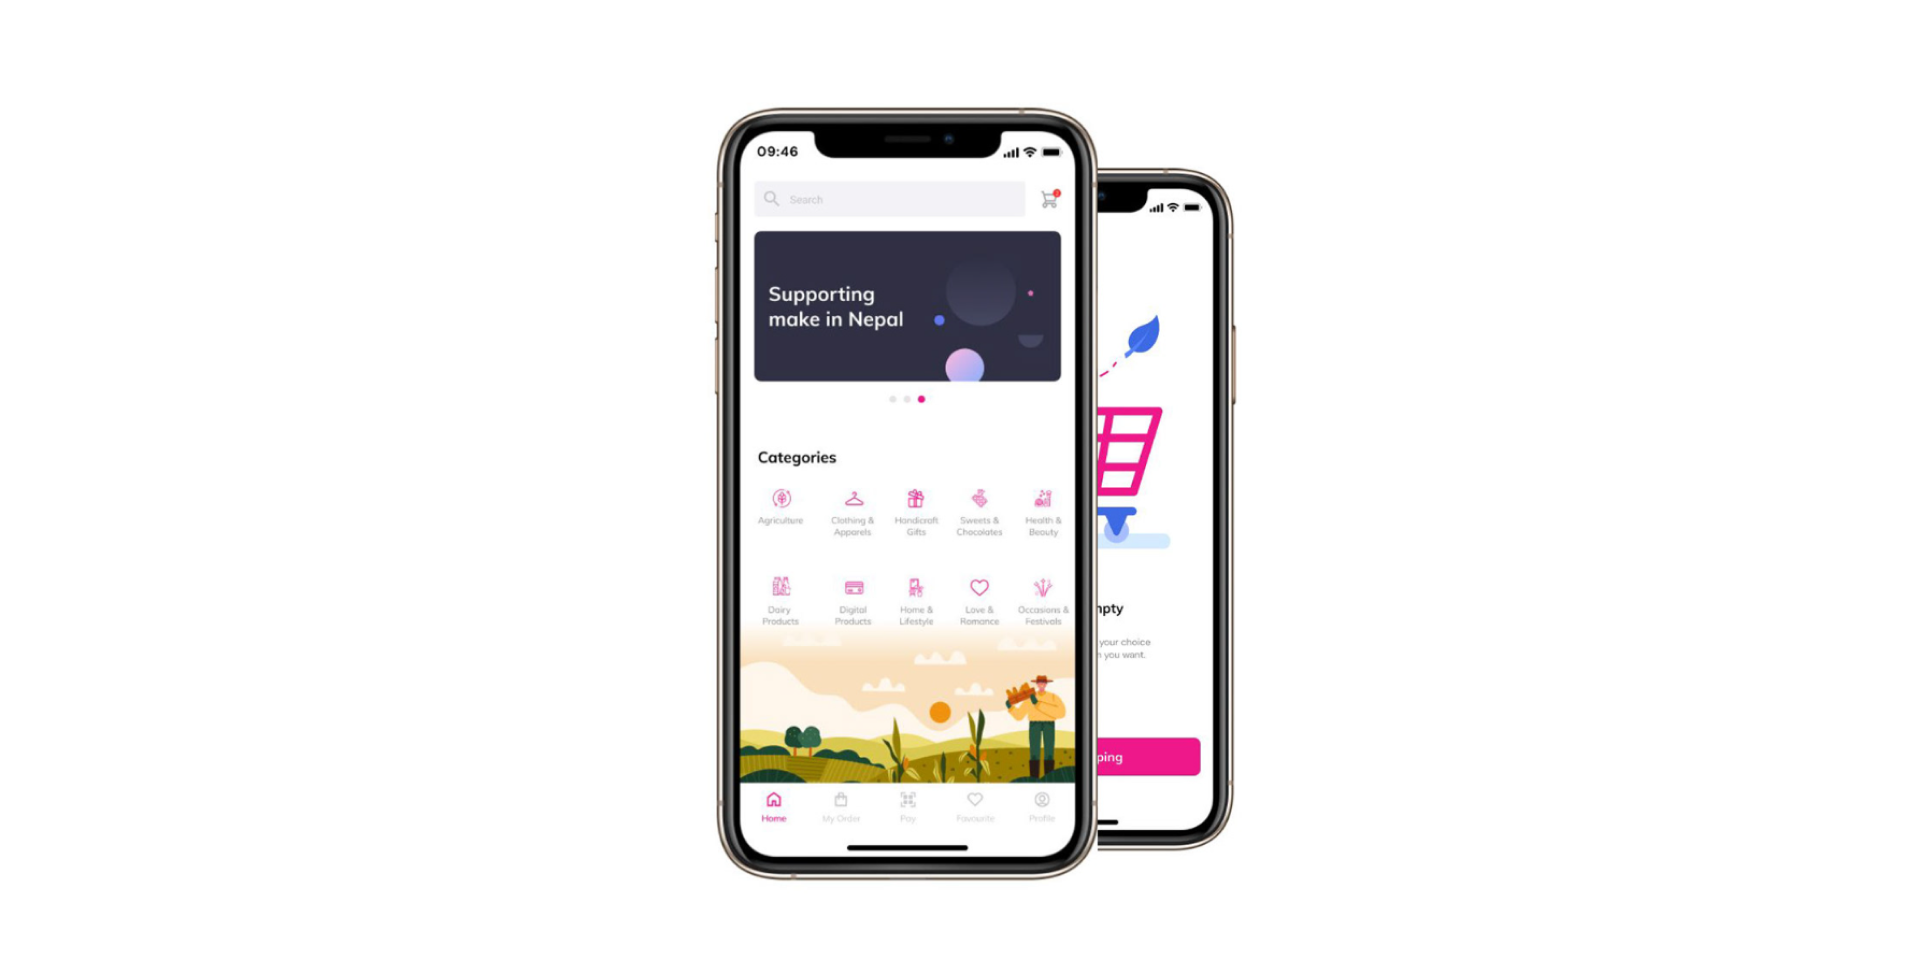 09:46
Search
Supporting
make in Nepal
Categories
Agriculture
Clothing &
Apparels
Handicraft
Gifts
Sweets &
Chocolates
Health &
Beauty
Dairy
Products
Digital
Products
Home &
Lifestyle
Love &
Romance
Occasions &
Festivals
Home
My Order
Pay
Favourite
Profile
mpty
your choice
you want.
ping